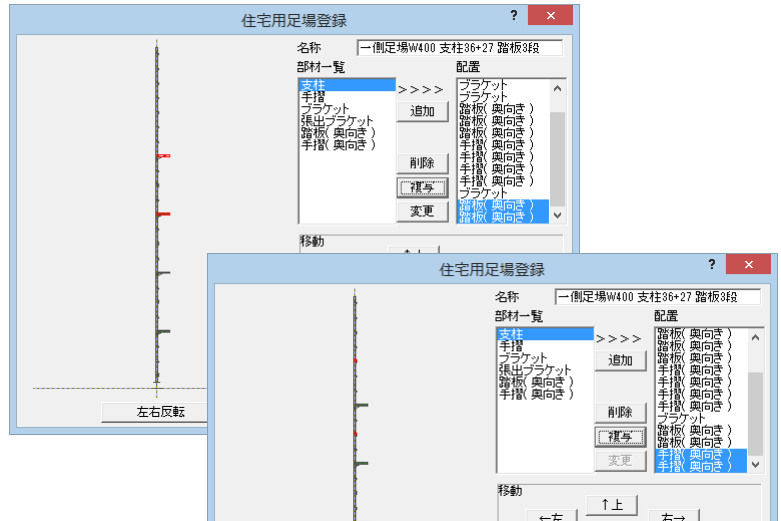 住宅用足場登録
?
×
名称
一側足場W400 支柱36+27 踏板3段
部材一覧
配置
支柱
手摺
ブラケット
張出ブラケット
踏板( 奥向き )
手摺( 奥向き )
>>>>
追加
削除
複写
変更
ブラケット
ブラケット
踏板( 奥向き )
踏板( 奥向き )
踏板( 奥向き )
踏板( 奥向き )
手摺( 奥向き )
手摺( 奥向き )
手摺( 奥向き )
手摺( 奥向き )
ブラケット
踏板( 奥向き )
踏板( 奥向き )
移動
左右反転
住宅用足場登録
?
×
名称
一側足場W400 支柱36+27 踏板3段
部材一覧
配置
支柱
手摺
ブラケット
張出ブラケット
踏板( 奥向き )
手摺( 奥向き )
>>>>
追加
削除
複写
変更
踏板( 奥向き )
踏板( 奥向き )
踏板( 奥向き )
手摺( 奥向き )
手摺( 奥向き )
手摺( 奥向き )
手摺( 奥向き )
ブラケット
踏板( 奥向き )
踏板( 奥向き )
手摺( 奥向き )
手摺( 奥向き )
移動
↑上
←左
右→